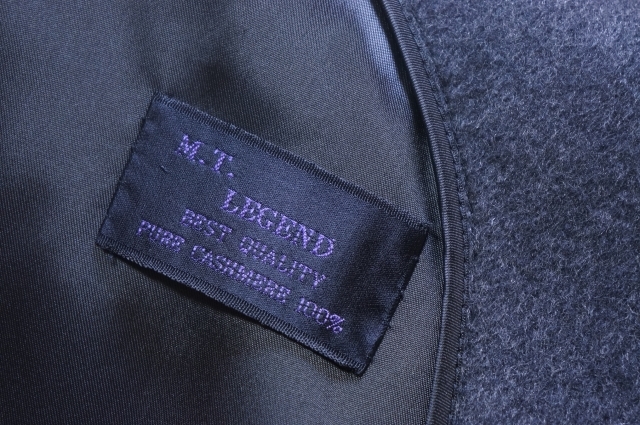 M.T.
LEGEND
BEST QUALITY
PURE CASHMERE 100%